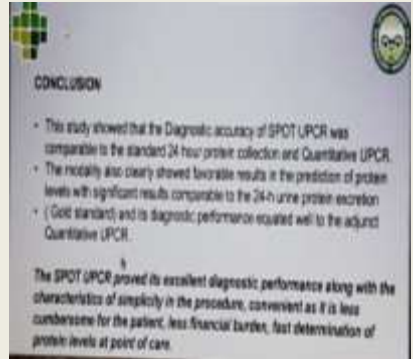 CONCLUSION
• This study showed that the Diagnostic accuracy of SPOT UPCR was
comparable to the standard 24 hour protein collection and Quantitative UPCR.
• The modality also clearly showed favorable results in the prediction of protein
levels with significant results comparable to the 24-h urine protein excretion
• ( Gold standard) and its diagnostic performance equated well to the adjunct
Quantitative UPCR.
The SPOT UPCR proved its excellent diagnostic performance along with the
characteristics of simplicity in the procedure, convenient as it is less
cumbersome for the patient, less financial burden, fast determination of
protein levels at point of care.